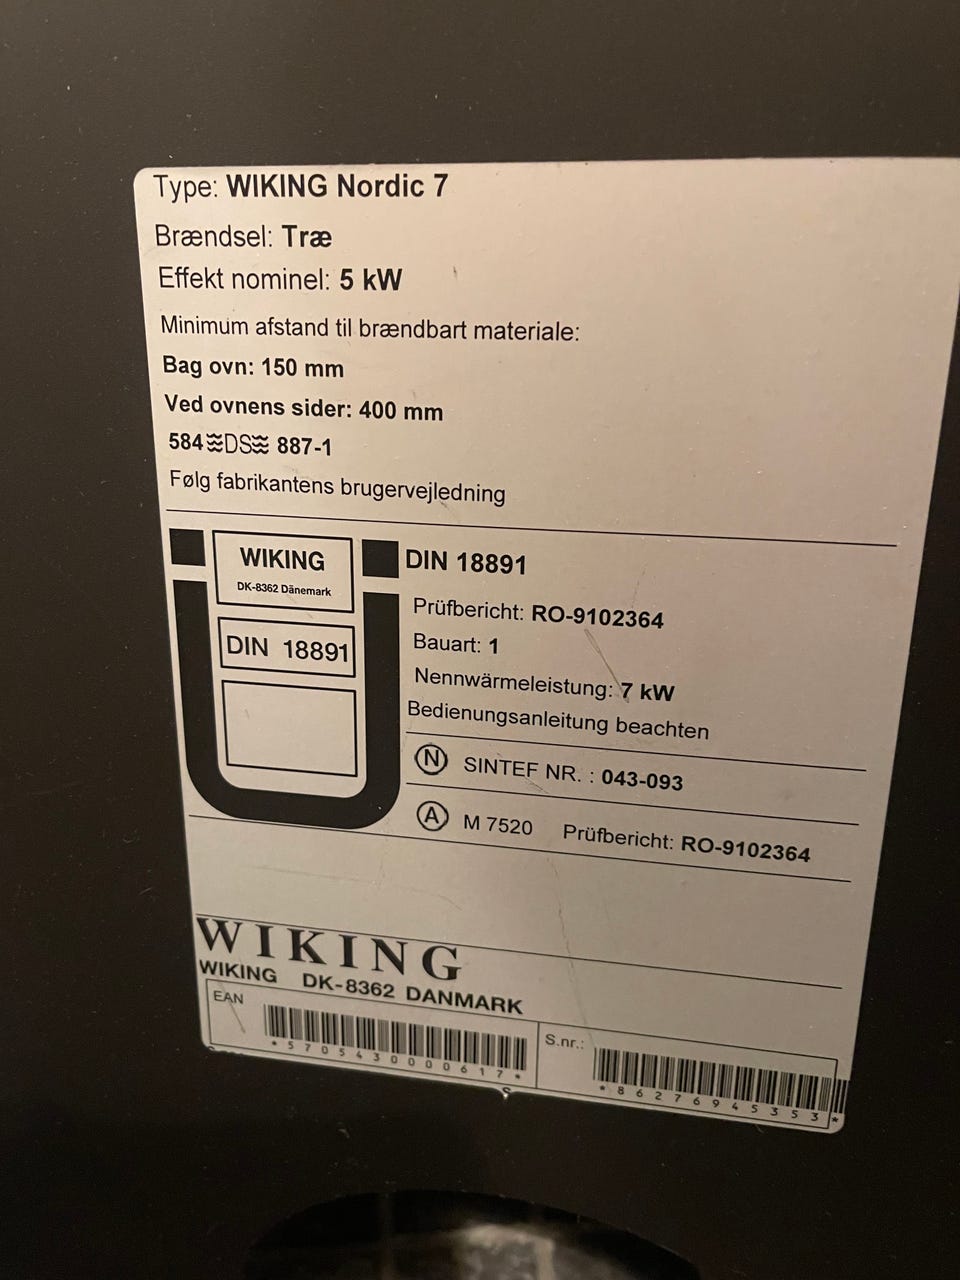 Type: WIKING Nordic 7
Brændsel: Træ
Effekt nominel: 5 kW
Minimum afstand til brændbart materiale:
Bag ovn: 150 mm
Ved ovnens sider: 400 mm
584 DS 887-1
Følg fabrikantens brugervejledning
WIKING
DK-8362 Dänemark
DIN 18891
DIN 18891
Prüfbericht: RO-9102364
Bauart: 1
Nennwärmeleistung: 7 kW
Bedienungsanleitung beachten
N SINTEF NR. : 043-093
A M 7520 Prüfbericht: RO-9102364
WIKING
WIKING DK-8362 DANMARK
EAN
*5705430000617*
S.nr.:
*86276945353*